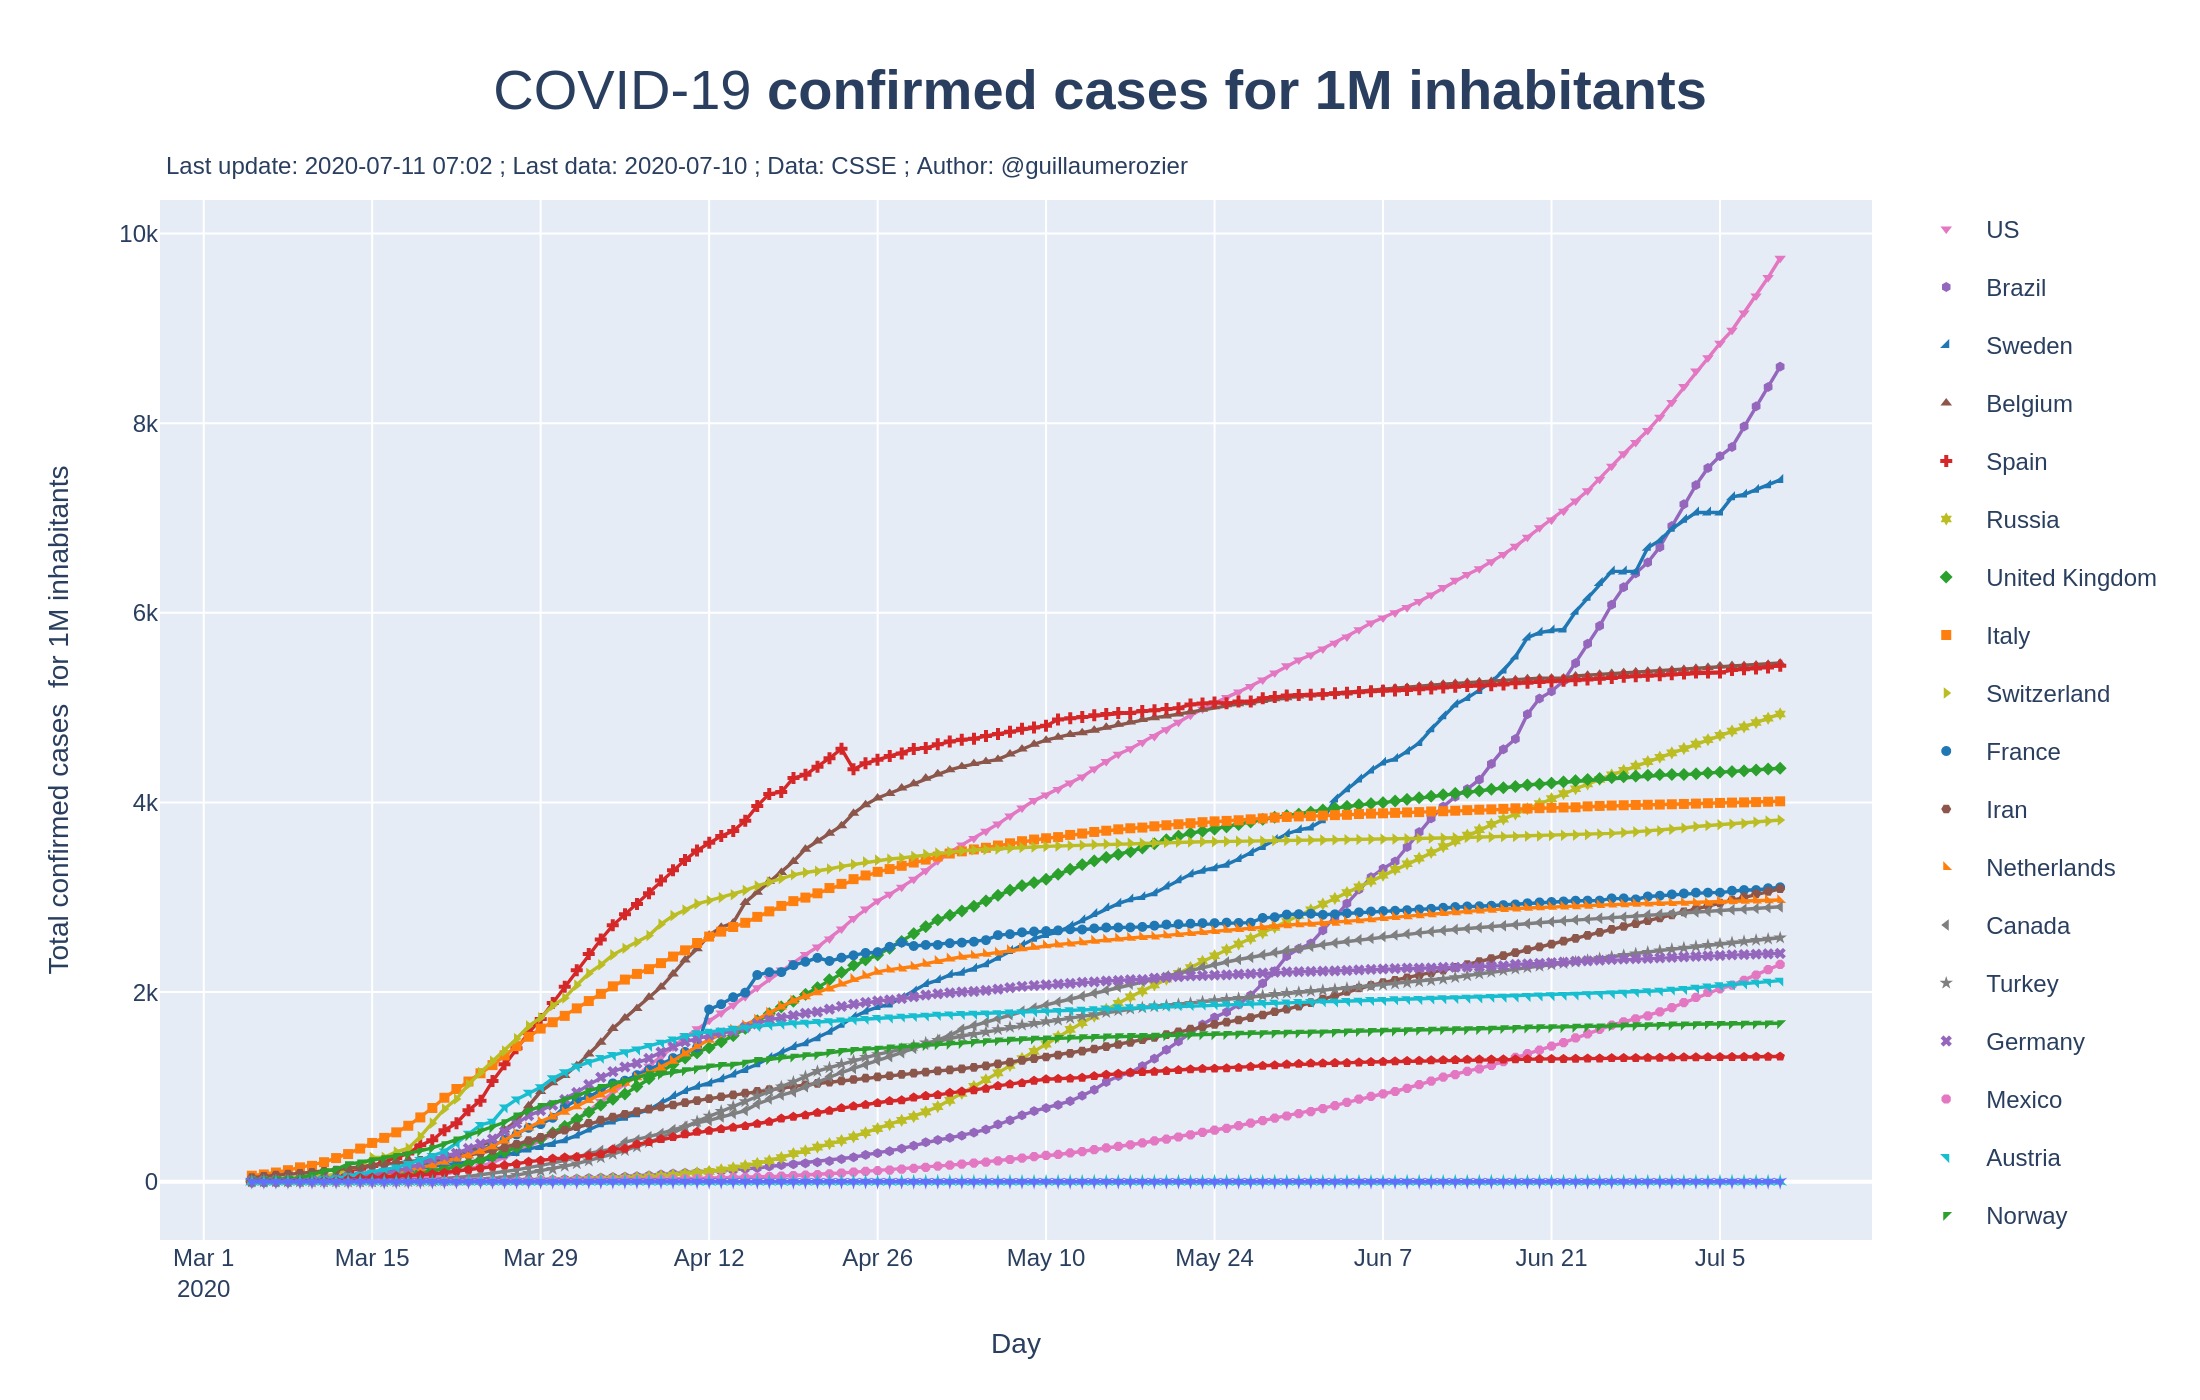 COVID-19 confirmed cases for 1M inhabitants
Last update: 2020-07-11 07:02 ; Last data: 2020-07-10 ; Data: CSSE ; Author: @guillaumerozier
Total confirmed cases for 1M inhabitants
10k
8k
6k
4k
2k
0
Mar 1
2020
Mar 15
Mar 29
Apr 12
Apr 26
May 10
May 24
Jun 7
Jun 21
Jul 5
Day
US
Brazil
Sweden
Belgium
Spain
Russia
United Kingdom
Italy
Switzerland
France
Iran
Netherlands
Canada
Turkey
Germany
Mexico
Austria
Norway